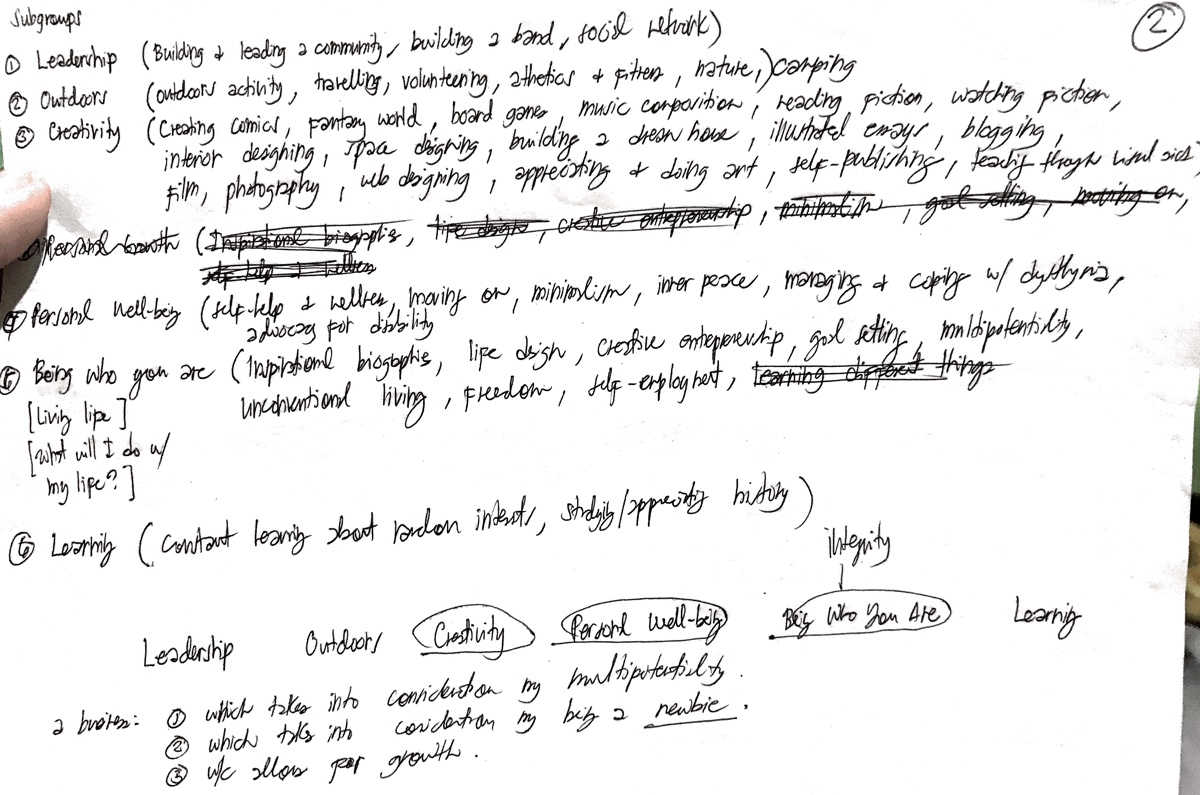 Subgroups
2
① Leadership (Building & leading a community, building a band, social network)
② Outdoors (outdoors activity, travelling, volunteering, athletics & fitness, nature,) camping
③ Creativity (Creating comics, fantasy world, board games, music composition, reading fiction, watching fiction,
interior designing, space designing, building a dream house, illustrated essays, blogging,
film, photography, web designing, appreciating & doing art, self-publishing, teaching through visual aids,
Personal Growth (Inspirational biographies, life design, creative entrepreneurship, minimalism, goal setting, moving on,
self-help & wellness
④ Personal Well-being (self-help & wellness, moving on, minimalism, inner peace, managing & coping w/ dysthymia,
advocacy for disability
⑤ Being who you are (Inspirational biographies, life design, creative entrepreneurship, goal setting, multipotentiality,
[Living life] unconventional living, freedom, self-employment, learning different things
[What will I do w/
my life?]
⑥ Learning (constant learning about random interests, studying/appreciating history)
integrity
Leadership Outdoors Creativity Personal Well-being Being Who You Are Learning
a business: ① which takes into consideration my multipotentiality.
② which takes into consideration my being a newbie.
③ w/c allows for growth.